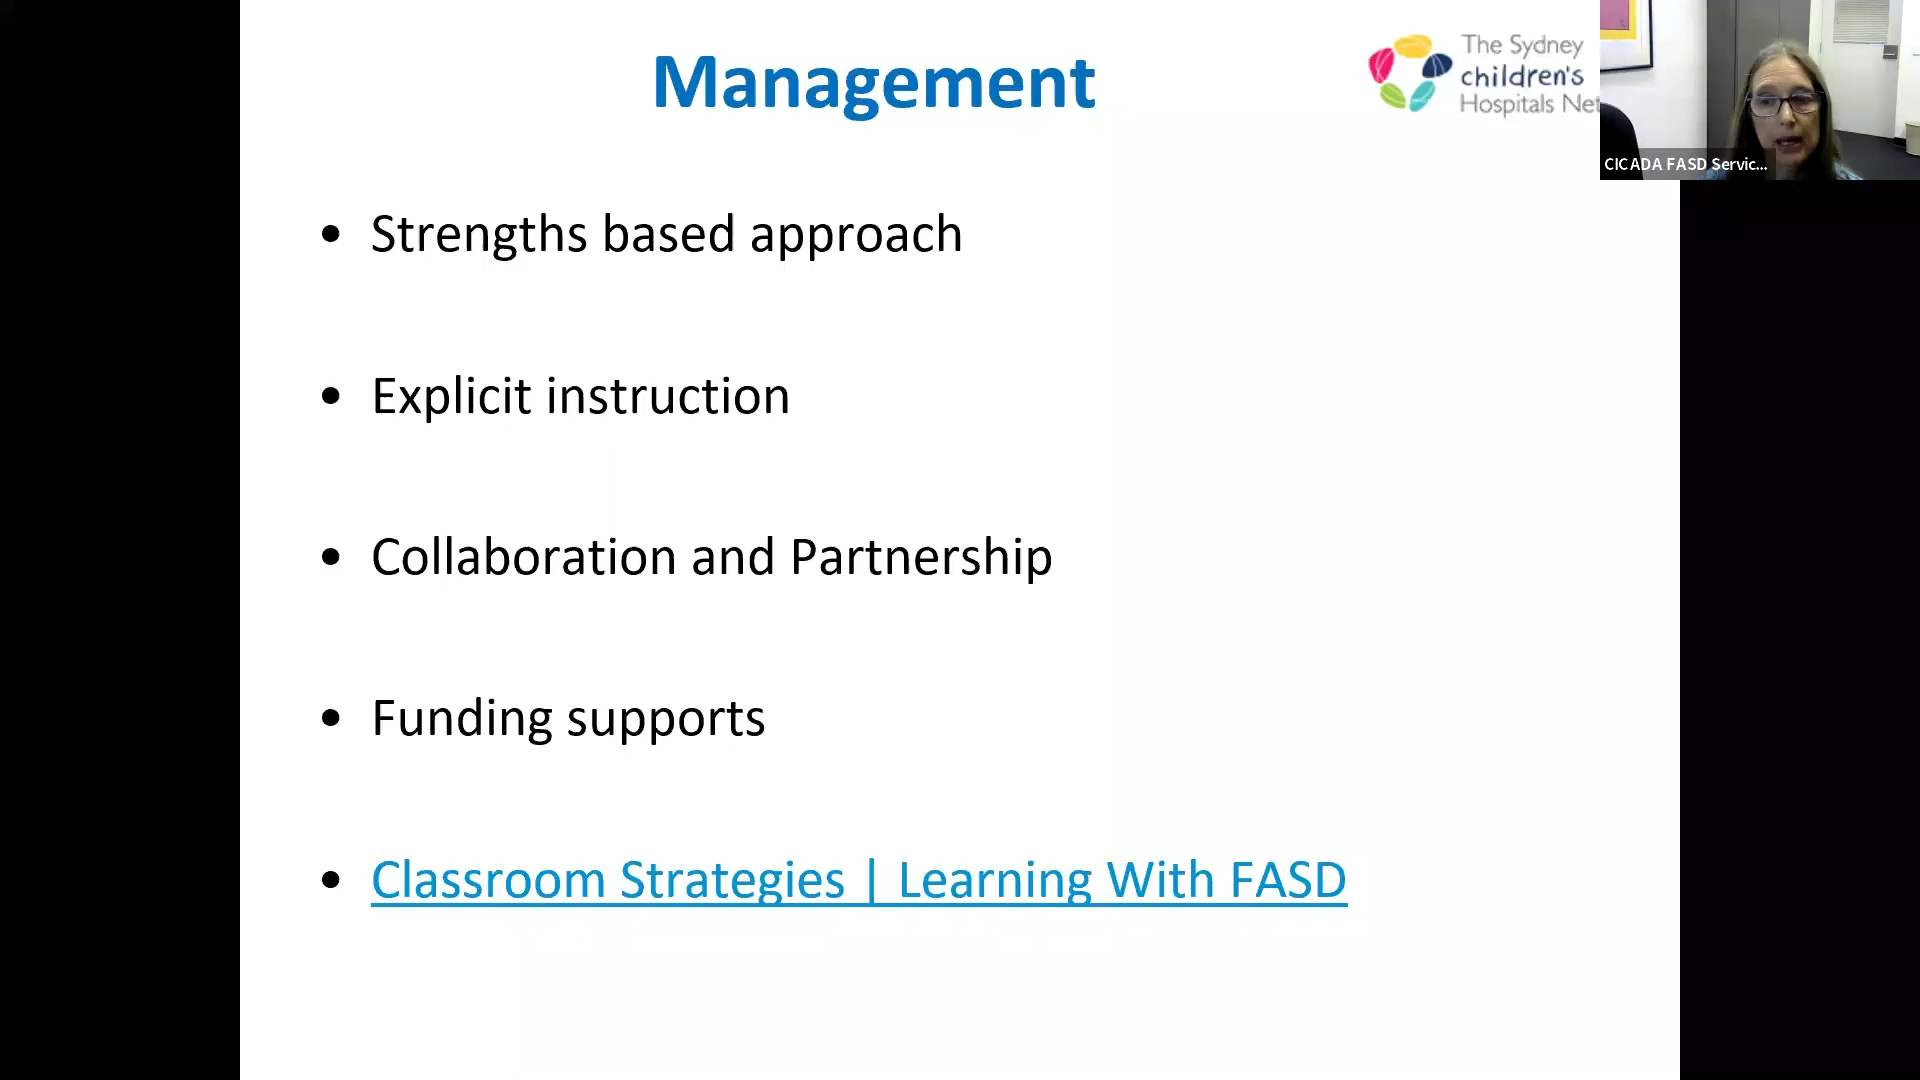 Management
The Sydney
children's
Hospitals Net
CICADA FASD Servic...
• Strengths based approach
• Explicit instruction
• Collaboration and Partnership
• Funding supports
• Classroom Strategies | Learning With FASD